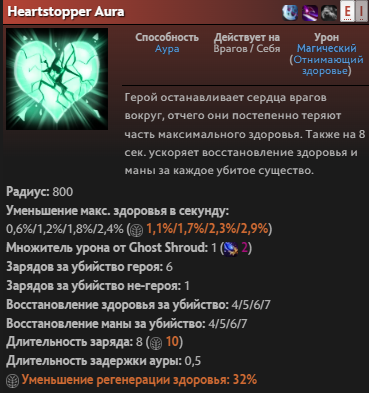 Heartstopper Aura
E I
Способность Действует на Урон
Аура Врагов / Себя Магический
(Отнимающий
здоровье)
Герой останавливает сердца врагов
вокруг, отчего они постепенно теряют
часть максимального здоровья. Также на 8
сек. ускоряет восстановление здоровья и
маны за каждое убитое существо.
Радиус: 800
Уменьшение макс. здоровья в секунду:
0,6%/1,2%/1,8%/2,4% (1,1%/1,7%/2,3%/2,9%)
Множитель урона от Ghost Shroud: 1 (2)
Зарядов за убийство героя: 6
Зарядов за убийство не-героя: 1
Восстановление здоровья за убийство: 4/5/6/7
Восстановление маны за убийство: 4/5/6/7
Длительность заряда: 8 (10)
Длительность задержки ауры: 0,5
Уменьшение регенерации здоровья: 32%